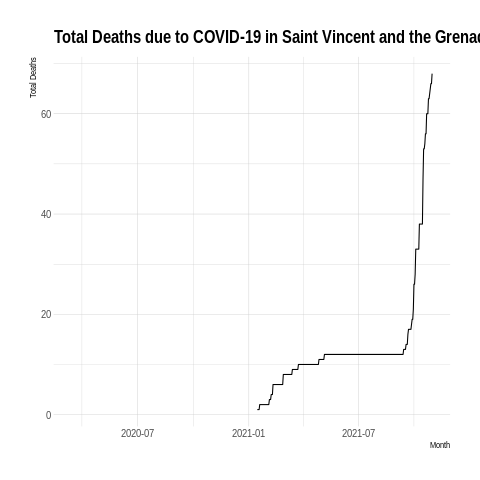 Total Deaths due to COVID-19 in Saint Vincent and the Grenad
Total Deaths
60
40
20
0
2020-07
2021-01
2021-07
Month